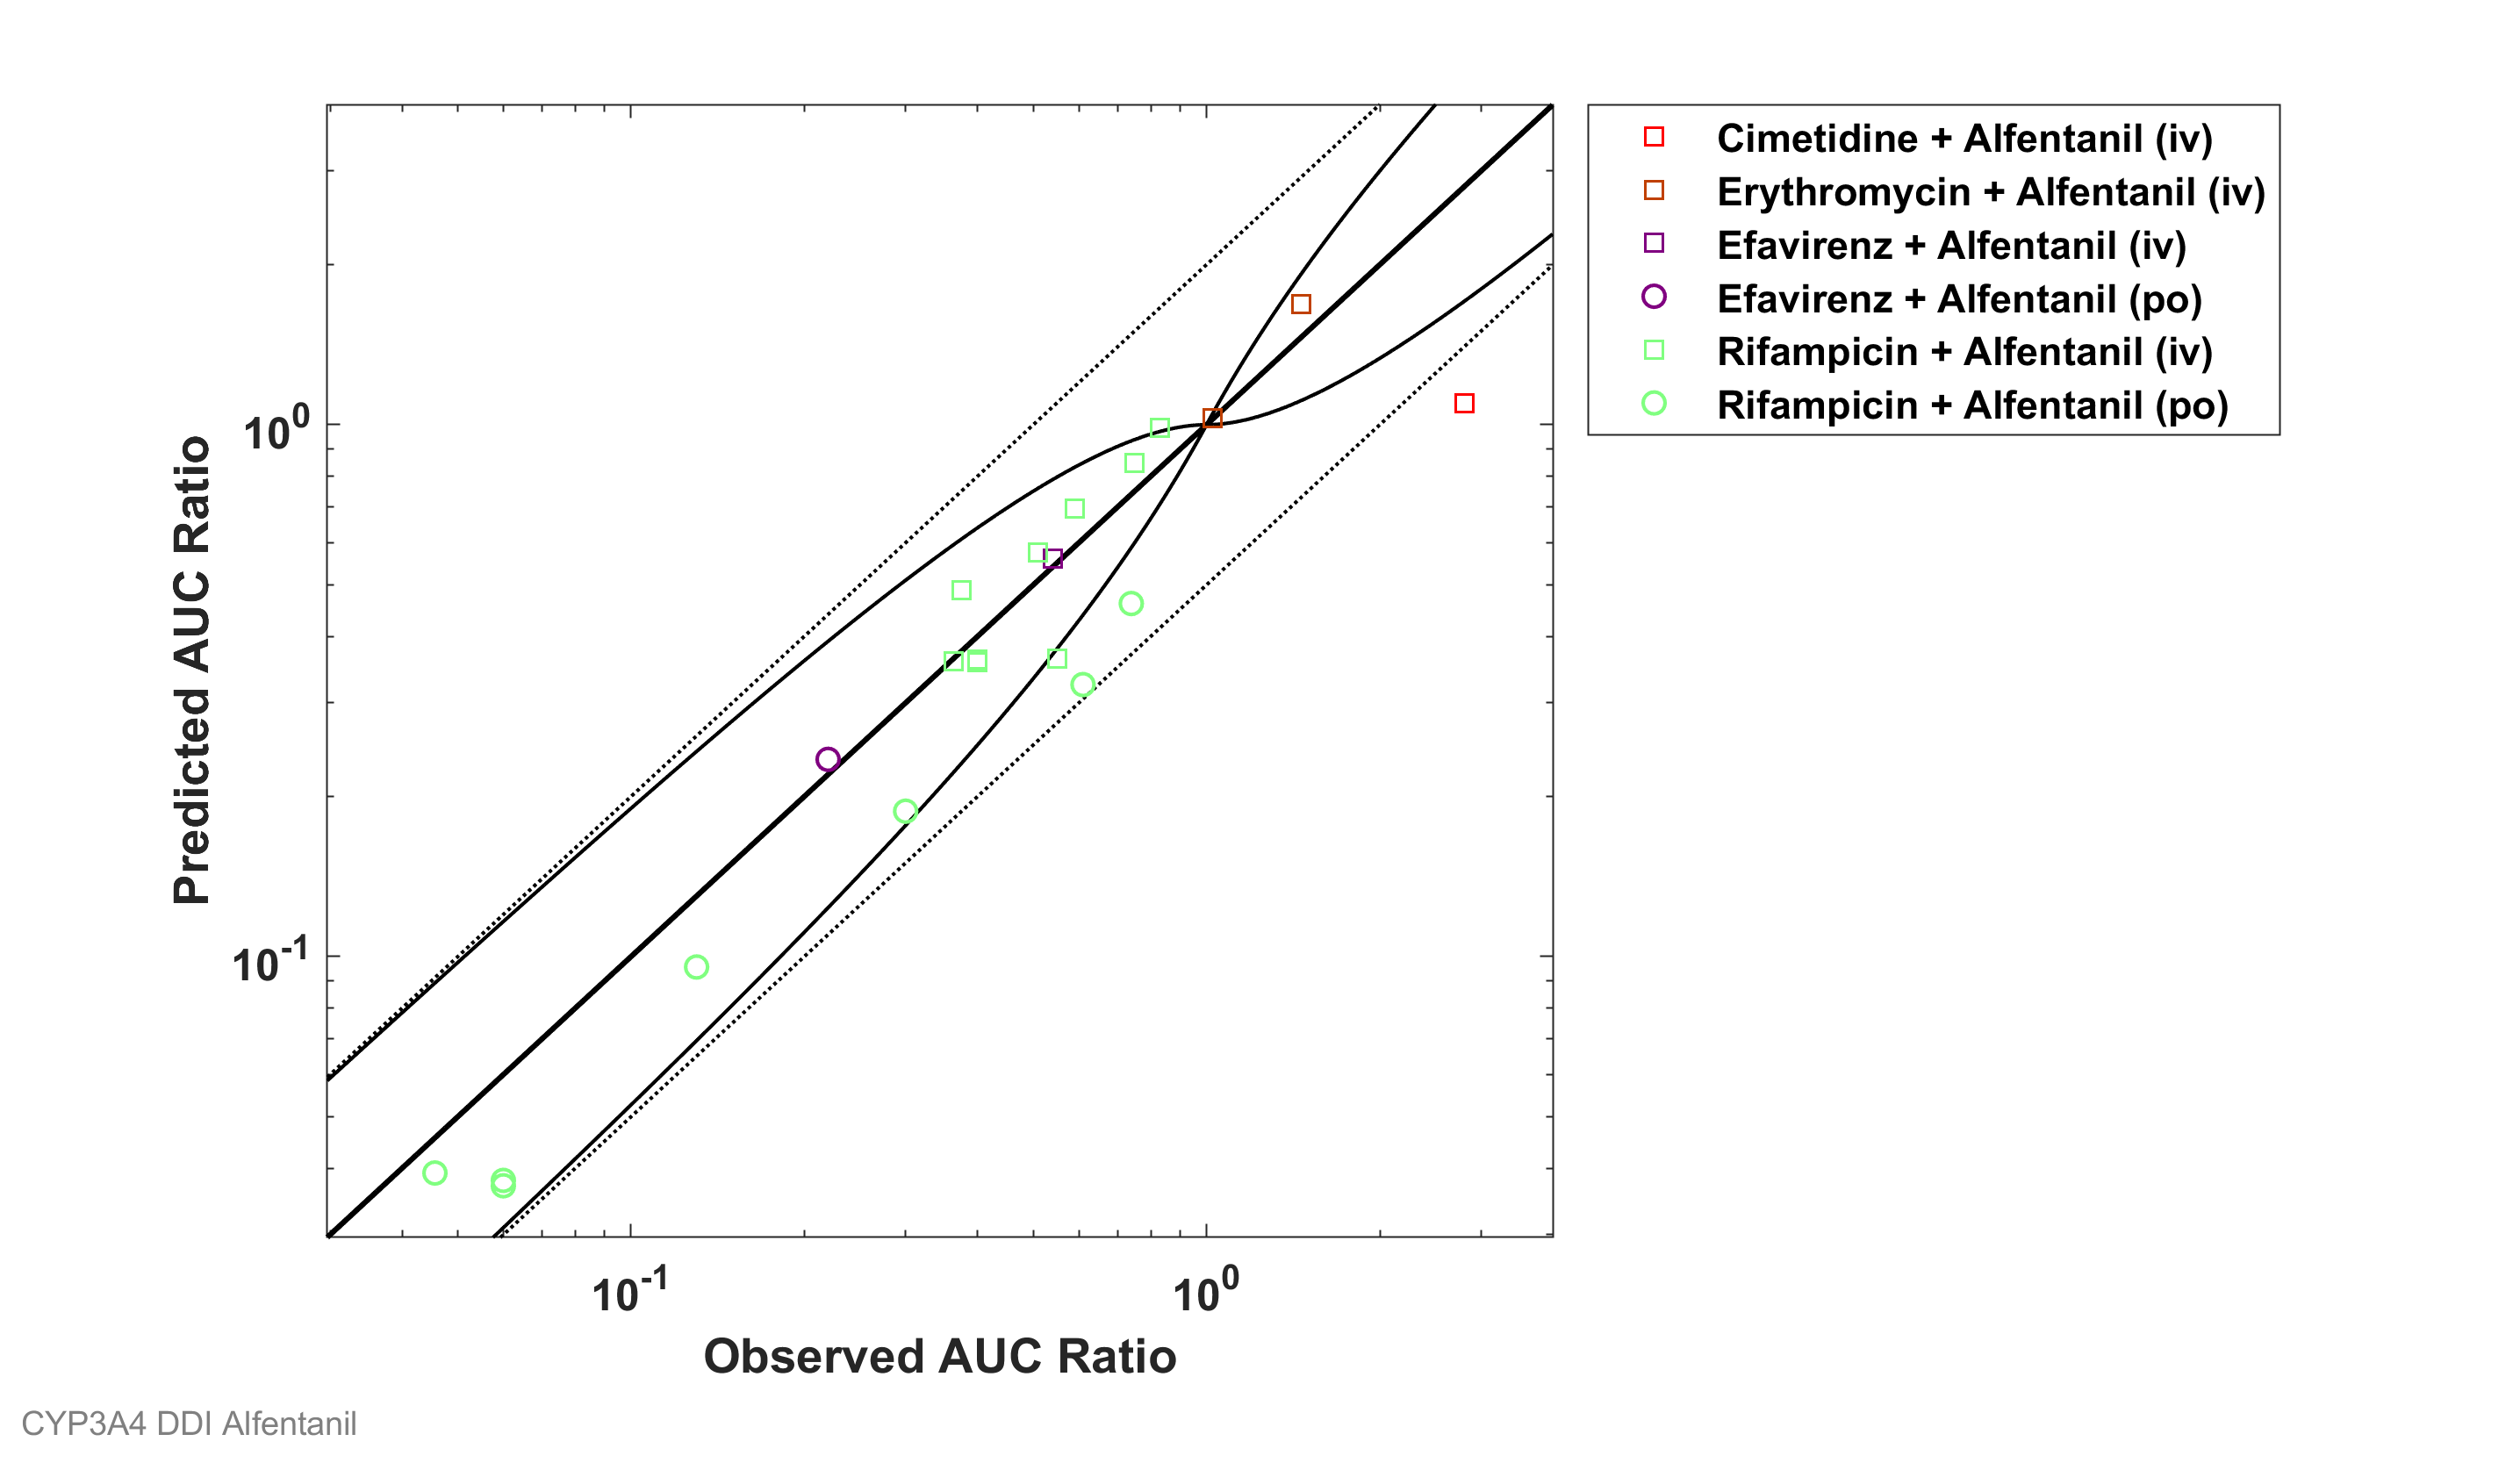 Cimetidine + Alfentanil (iv)
Erythromycin + Alfentanil (iv)
Efavirenz + Alfentanil (iv)
Efavirenz + Alfentanil (po)
Rifampicin + Alfentanil (iv)
Rifampicin + Alfentanil (po)
Predicted AUC Ratio
10^0
10^-1
10^-1 10^0
Observed AUC Ratio
CYP3A4 DDI Alfentanil